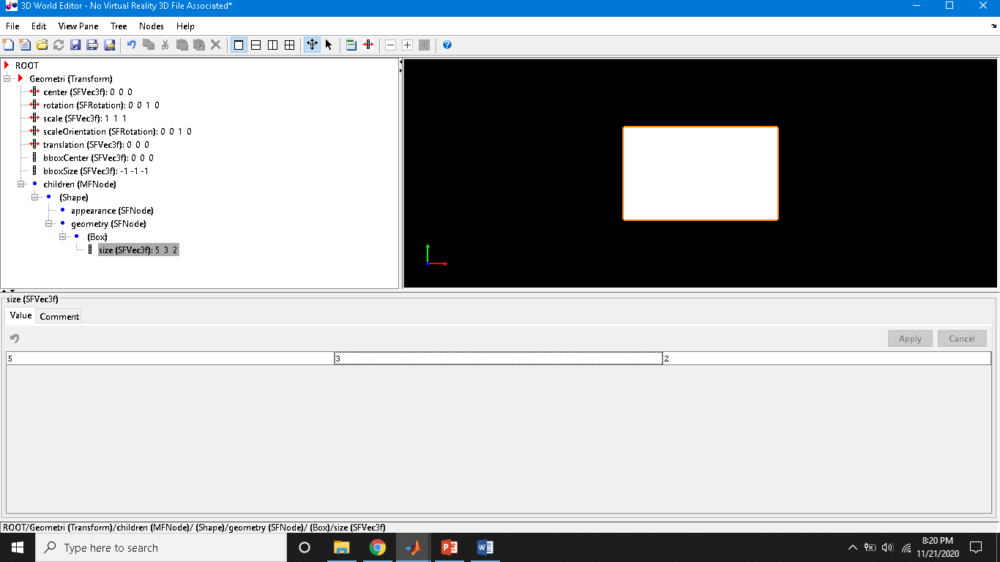 3D World Editor - No Virtual Reality 3D File Associated*
File Edit View Pane Tree Nodes Help
ROOT
Geometri (Transform)
center (SFVec3f): 0 0 0
rotation (SFRotation): 0 0 1 0
scale (SFVec3f): 1 1 1
scaleOrientation (SFRotation): 0 0 1 0
translation (SFVec3f): 0 0 0
bboxCenter (SFVec3f): 0 0 0
bboxSize (SFVec3f): -1 -1 -1
children (MFNode)
(Shape)
appearance (SFNode)
geometry (SFNode)
(Box)
size (SFVec3f): 5 3 2
size (SFVec3f)
Value Comment
Apply Cancel
5 3 2
ROOT/Geometri (Transform)/children (MFNode)/ (Shape)/geometry (SFNode)/ (Box)/size (SFVec3f)
Type here to search
8:20 PM
11/21/2020